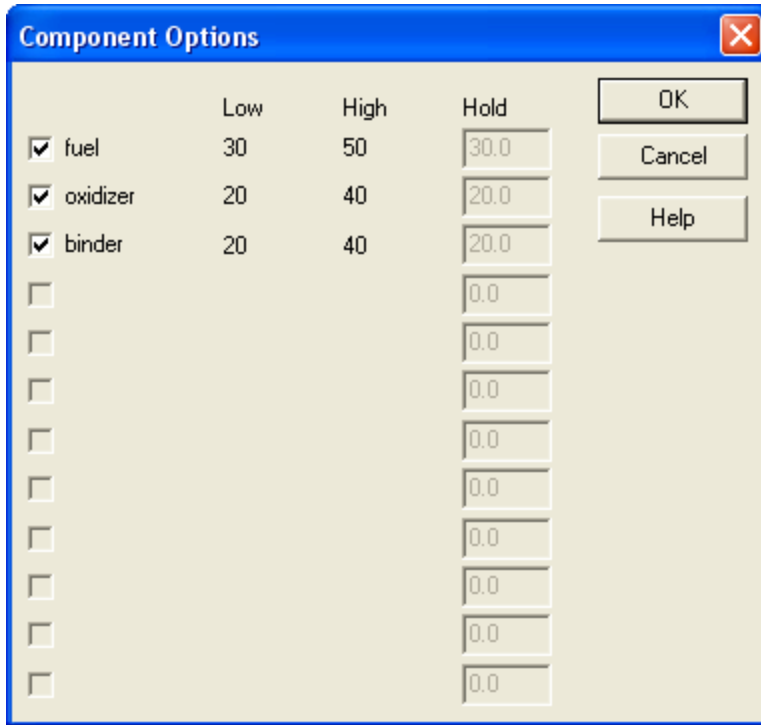 Component Options
Low High Hold OK
fuel 30 50 30.0 Cancel
oxidizer 20 40 20.0 Help
binder 20 40 20.0
0.0
0.0
0.0
0.0
0.0
0.0
0.0
0.0
0.0